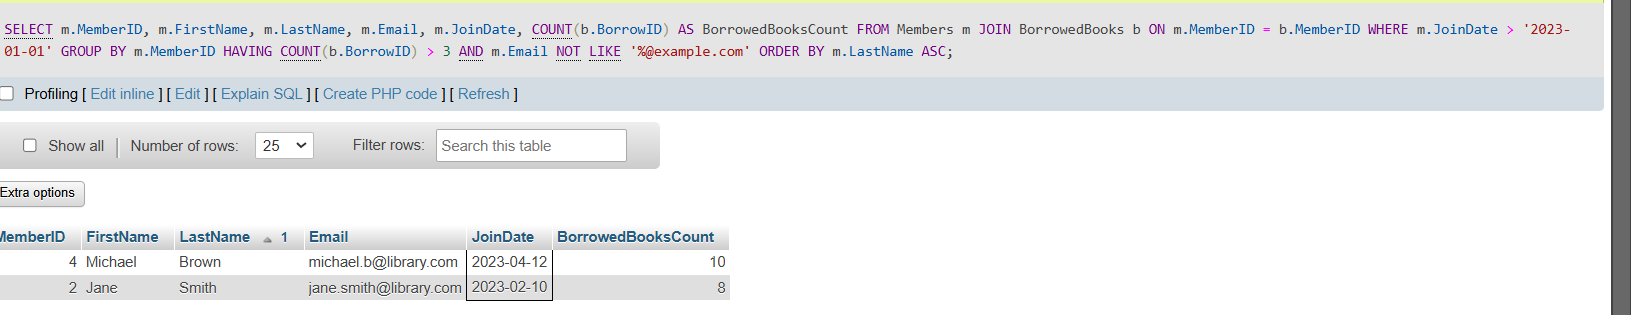 SELECT m.MemberID, m.FirstName, m.LastName, m.Email, m.JoinDate, COUNT(b.BorrowID) AS BorrowedBooksCount FROM Members m JOIN BorrowedBooks b ON m.MemberID = b.MemberID WHERE m.JoinDate > '2023-
01-01' GROUP BY m.MemberID HAVING COUNT(b.BorrowID) > 3 AND m.Email NOT LIKE '%@example.com' ORDER BY m.LastName ASC;
Profiling [ Edit inline ] [ Edit ] [ Explain SQL ] [ Create PHP code ] [ Refresh ]
Show all Number of rows: 25 Filter rows: Search this table
Extra options
MemberID FirstName LastName 1 Email JoinDate BorrowedBooksCount
4 Michael Brown michael.b@library.com 2023-04-12 10
2 Jane Smith jane.smith@library.com 2023-02-10 8